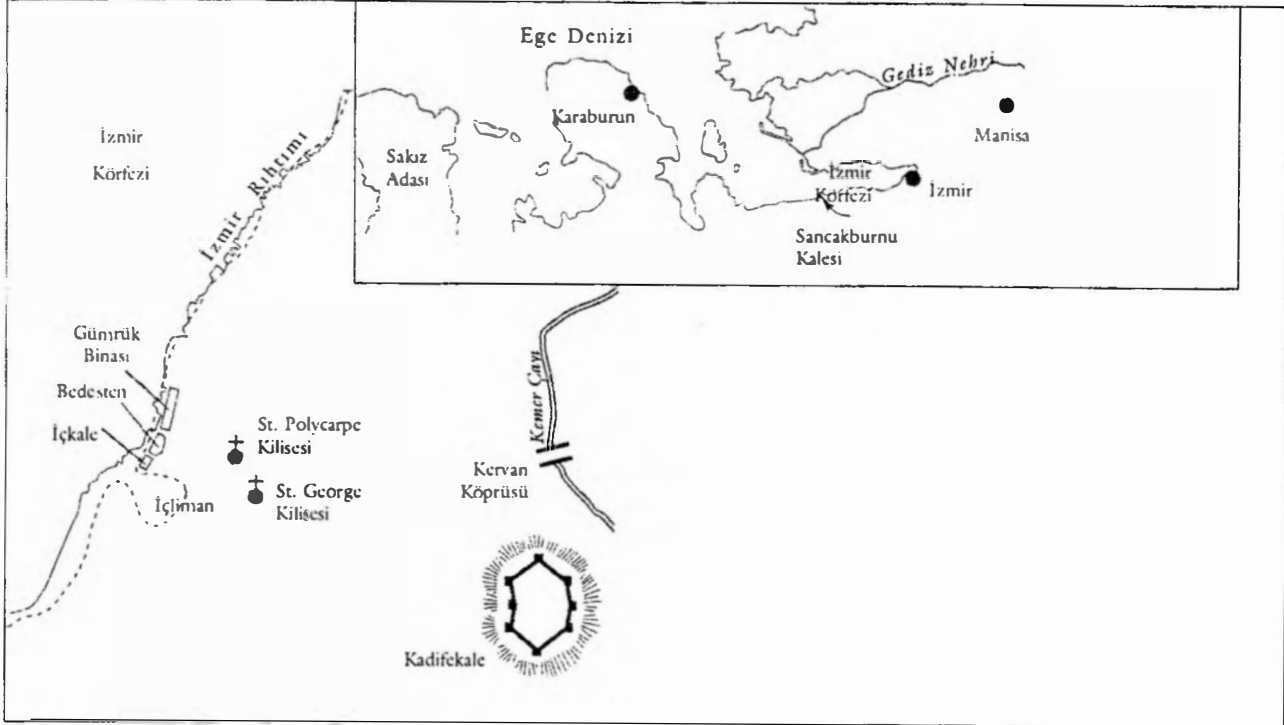 Ege Denizi
Gediz Nehri
Karaburun
Manisa
Sakız
Adası
İzmir
Körfezi
İzmir
Sancakburnu
Kalesi
İzmir
Körfezi
İzmir Rıhtımı
Gümrük
Binası
Bedesten
İçkale
İçliman
St. Polycarpe
Kilisesi
St. George
Kilisesi
Kemer Çayı
Kervan
Köprüsü
Kadifekale